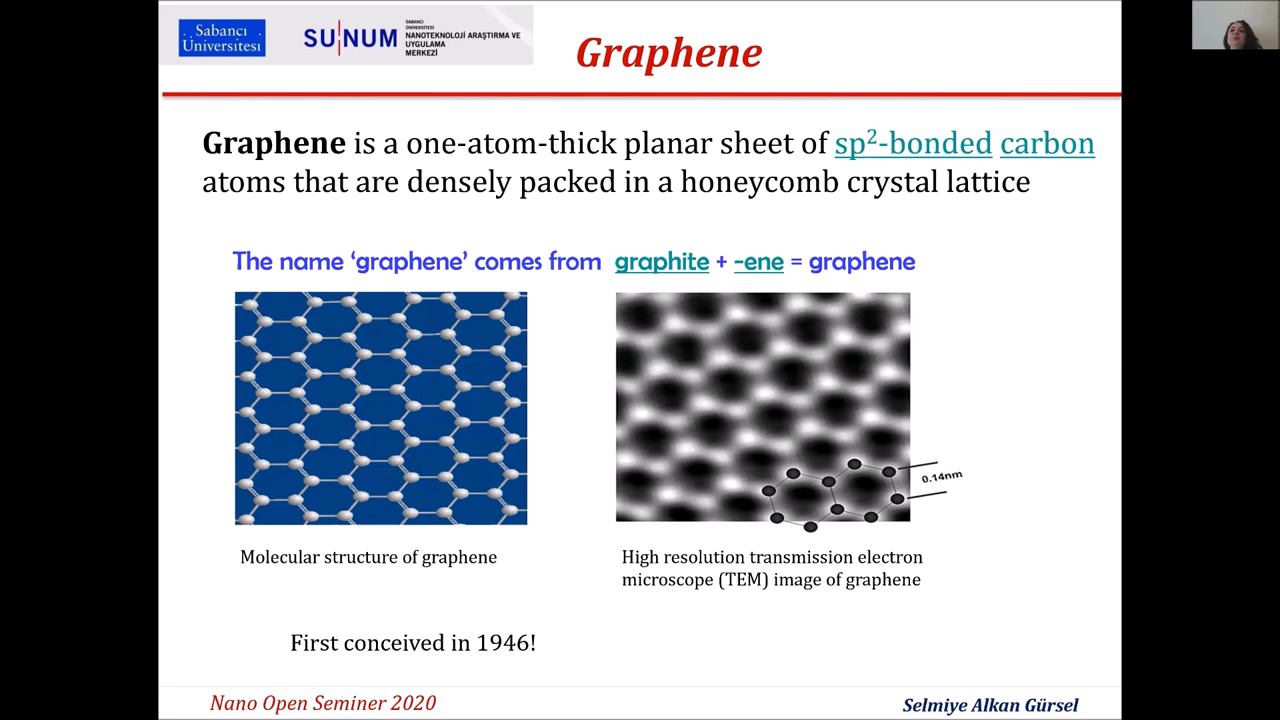 Sabancı
Üniversitesi
SUNUM
SABANCI
ÜNİVERSİTESİ
NANOTEKNOLOJİ ARAŞTIRMA VE
UYGULAMA
MERKEZİ
Graphene
Graphene is a one-atom-thick planar sheet of sp²-bonded carbon
atoms that are densely packed in a honeycomb crystal lattice
The name ‘graphene’ comes from graphite + -ene = graphene
0.14nm
Molecular structure of graphene
High resolution transmission electron
microscope (TEM) image of graphene
First conceived in 1946!
Nano Open Seminer 2020
Selmiye Alkan Gürsel